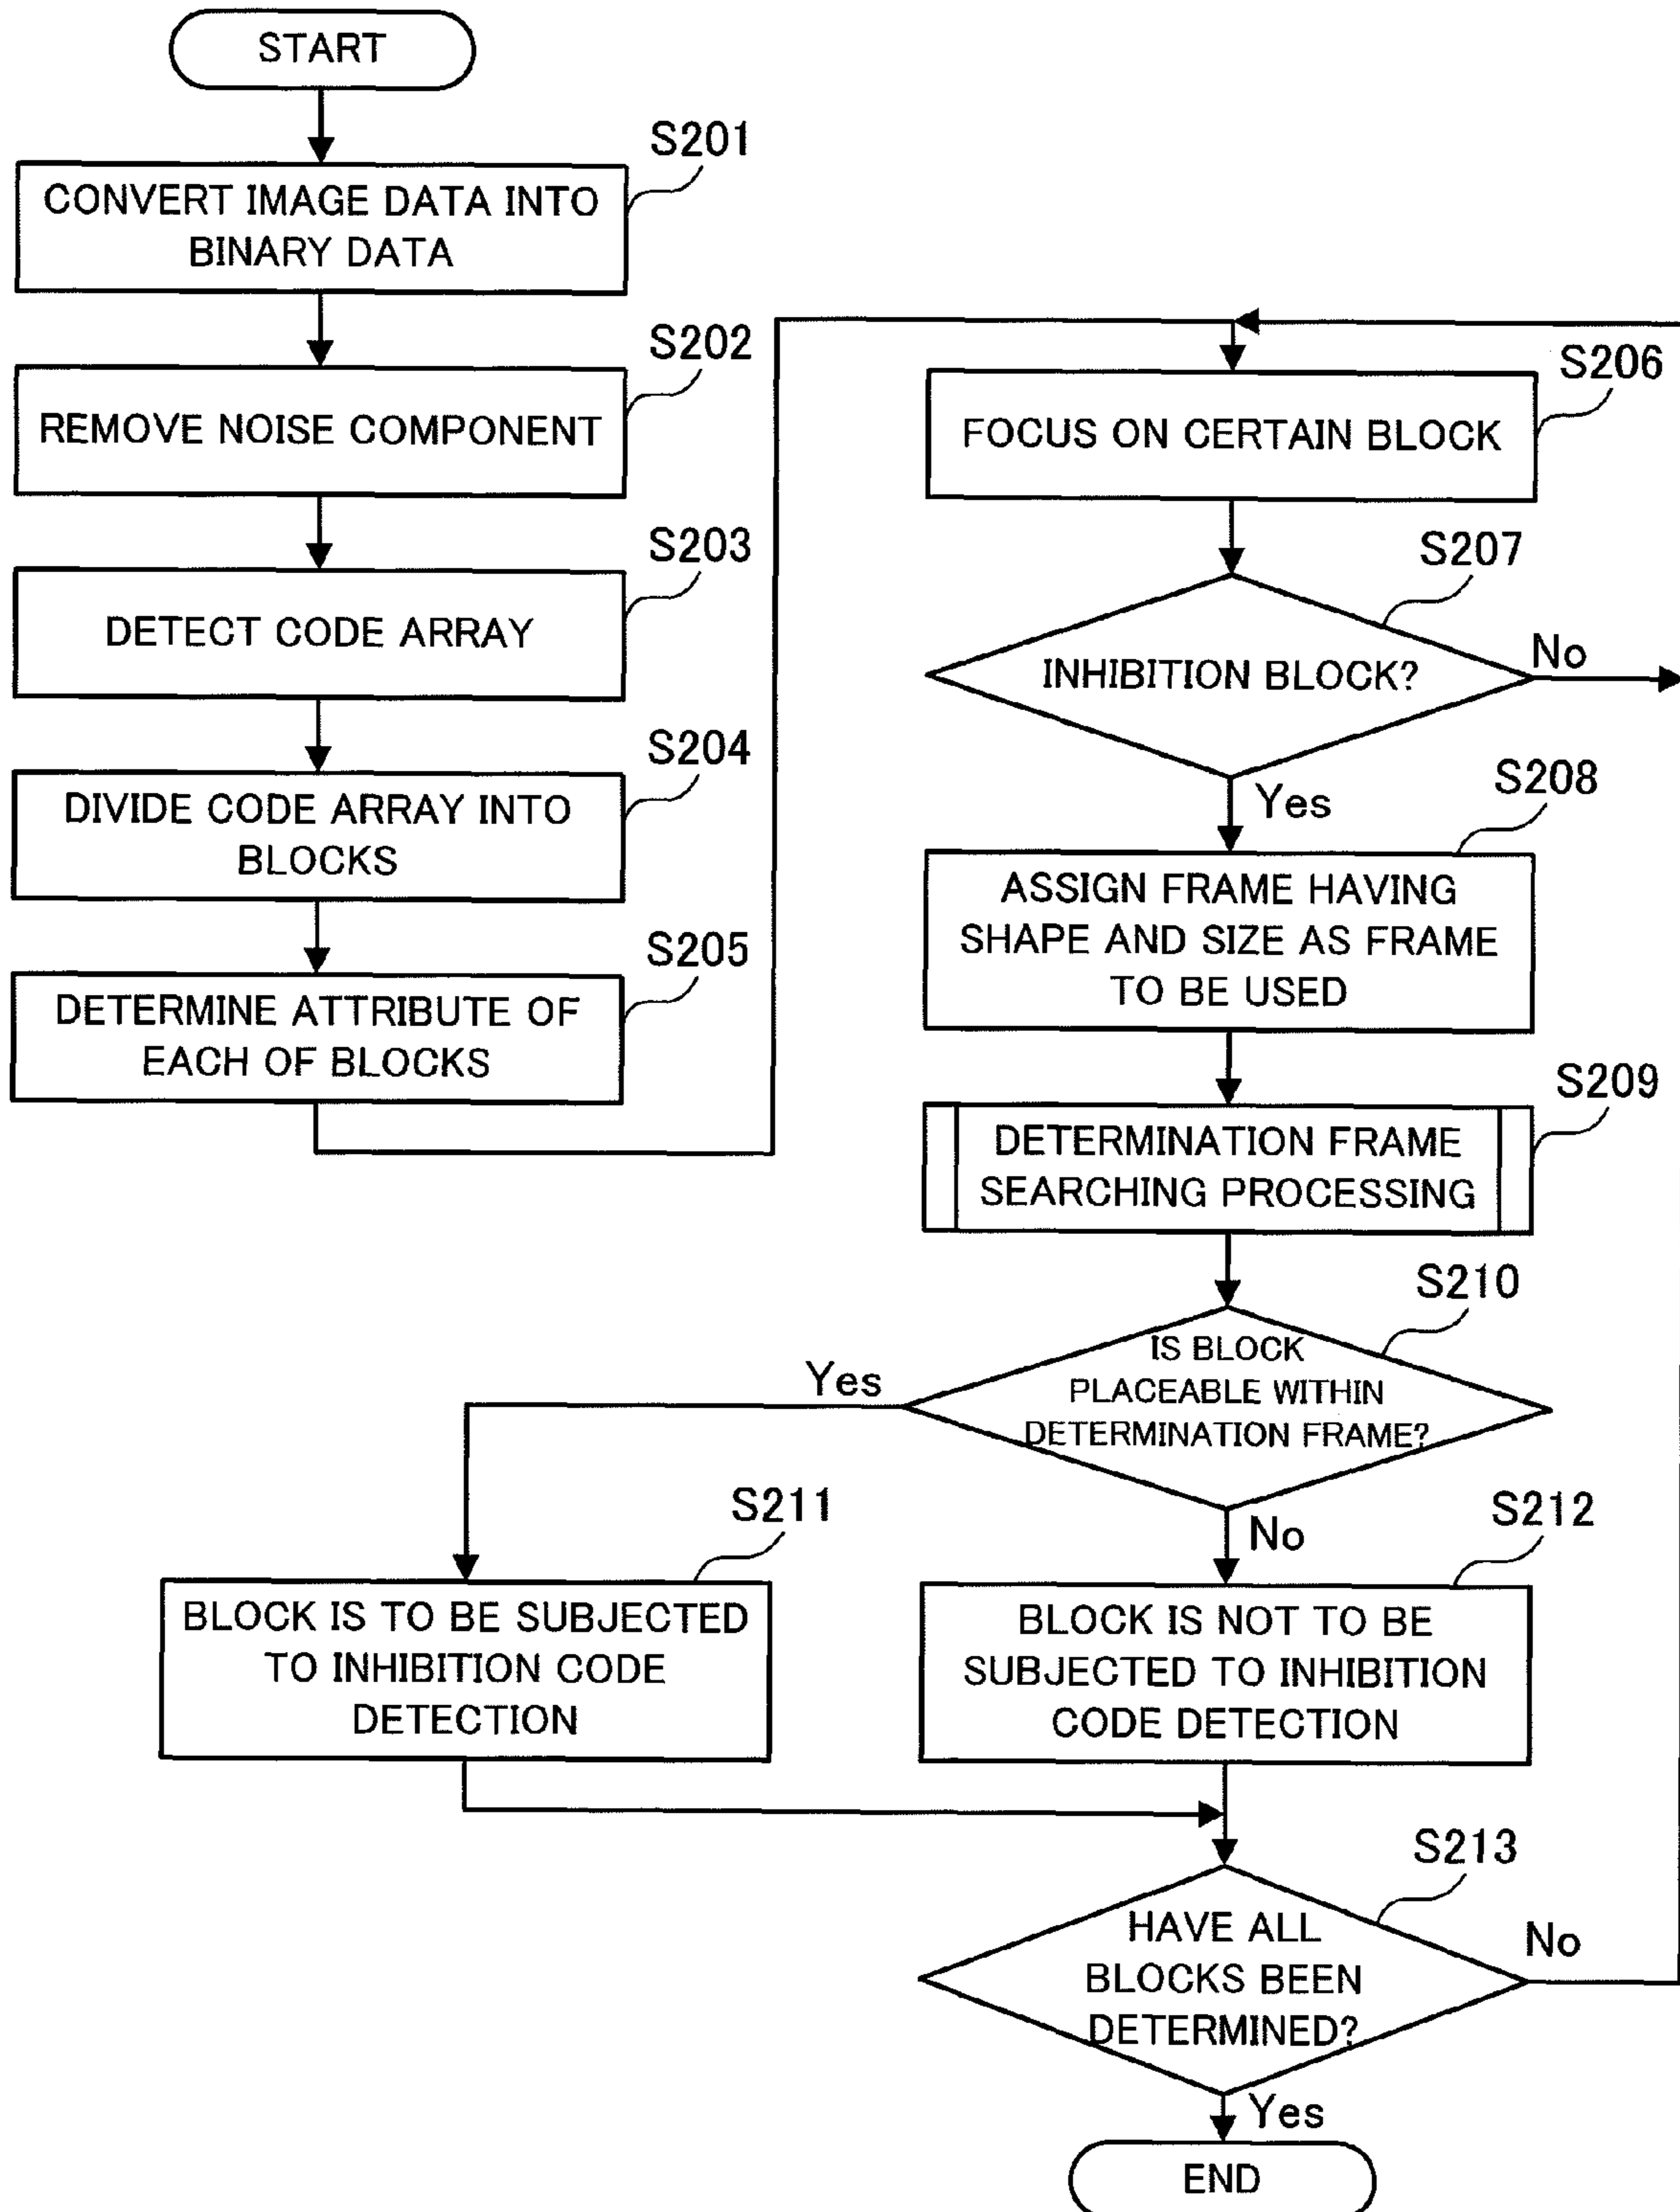 START
S201
CONVERT IMAGE DATA INTO
BINARY DATA
S202
REMOVE NOISE COMPONENT
S203
DETECT CODE ARRAY
S204
DIVIDE CODE ARRAY INTO
BLOCKS
S205
DETERMINE ATTRIBUTE OF
EACH OF BLOCKS
S206
FOCUS ON CERTAIN BLOCK
S207
INHIBITION BLOCK?
No
Yes
S208
ASSIGN FRAME HAVING
SHAPE AND SIZE AS FRAME
TO BE USED
S209
DETERMINATION FRAME
SEARCHING PROCESSING
S210
IS BLOCK
PLACEABLE WITHIN
DETERMINATION FRAME?
Yes
No
S211
BLOCK IS TO BE SUBJECTED
TO INHIBITION CODE
DETECTION
S212
BLOCK IS NOT TO BE
SUBJECTED TO INHIBITION
CODE DETECTION
S213
HAVE ALL
BLOCKS BEEN
DETERMINED?
No
Yes
END